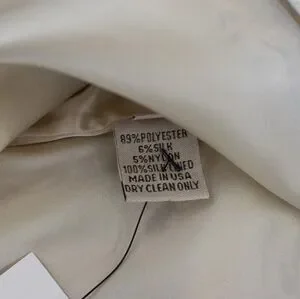 89% POLYESTER
6% SILK
5% NYLON
100% SILK LINED
MADE IN USA
DRY CLEAN ONLY